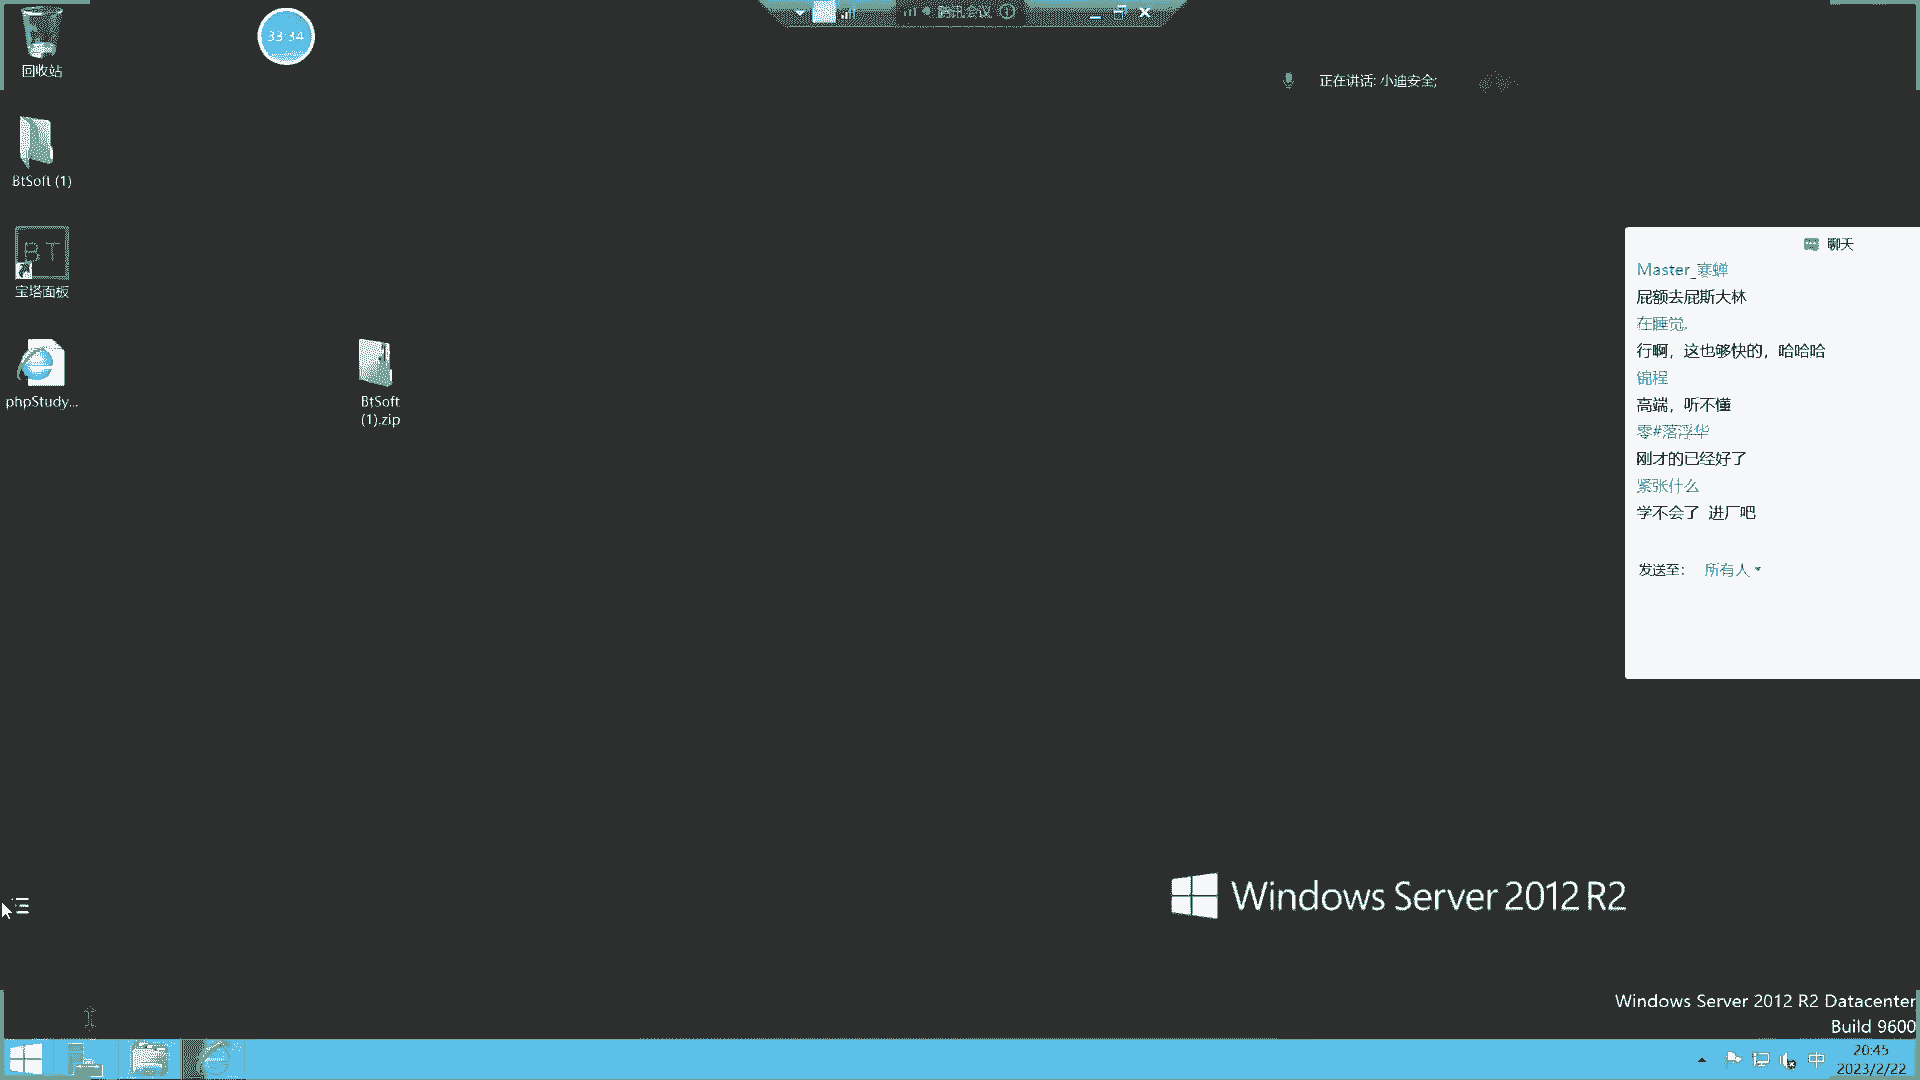 33:34
腾讯会议
回收站
正在讲话: 小迪安全;
BtSoft (1)
BT
宝塔面板
phpStudy...
BtSoft
(1).zip
聊天
Master_寒蝉
屁额去屁斯大林
在睡觉.
行啊，这也够快的，哈哈哈
锦程
高端，听不懂
零#落浮华
刚才的已经好了
紧张什么
学不会了 进厂吧
发送至： 所有人
Windows Server 2012 R2
Windows Server 2012 R2 Datacenter
Build 9600
中
20:45
2023/2/22